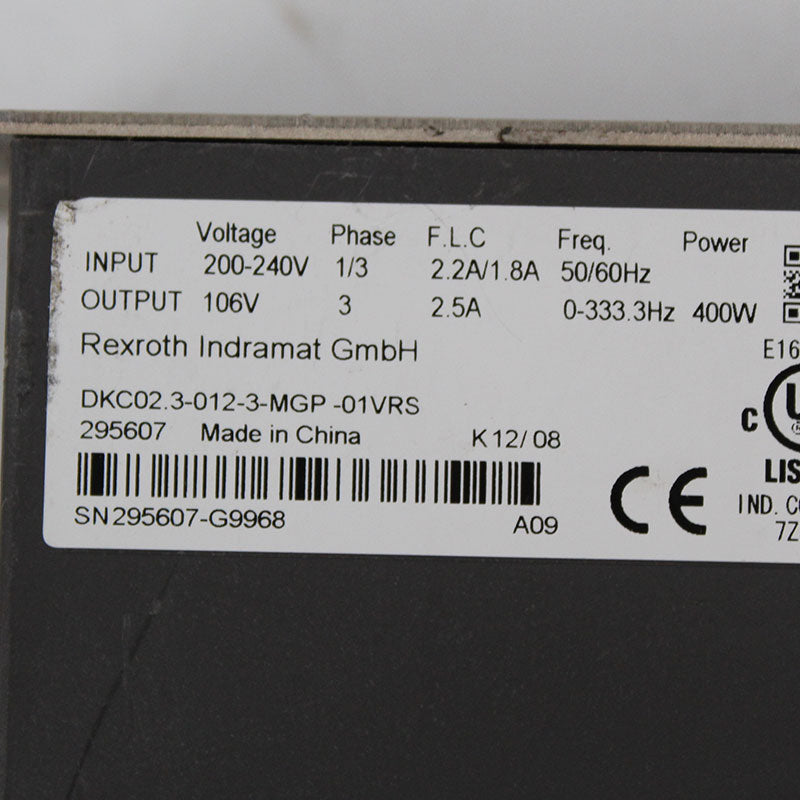 Voltage Phase F.L.C Freq. Power
INPUT 200-240V 1/3 2.2A/1.8A 50/60Hz
OUTPUT 106V 3 2.5A 0-333.3Hz 400W
Rexroth Indramat GmbH
E16
DKC02.3-012-3-MGP -01VRS
295607 Made in China K12/08
C U
LIS
SN295607-G9968 A09
CE
IND. C
7Z